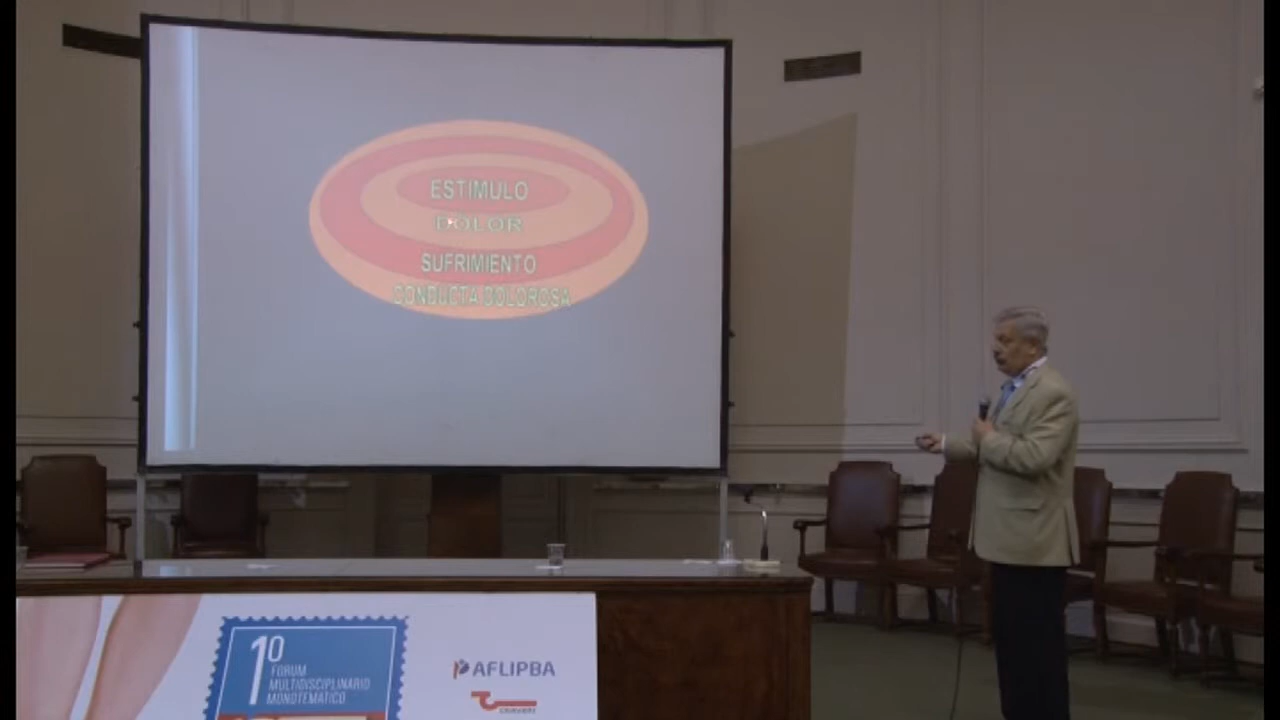 ESTIMULO
DOLOR
SUFRIMIENTO
CONDUCTA DOLOROSA
1º
FORUM
MULTIDISCIPLINARIO
MONOTEMATICO
AFLIPBA